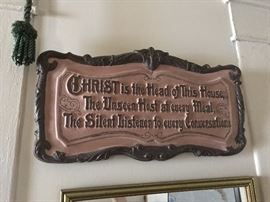 CHRIST is the Head of This House,
The Unseen Host at every Meal,
The Silent Listener to every Conversation